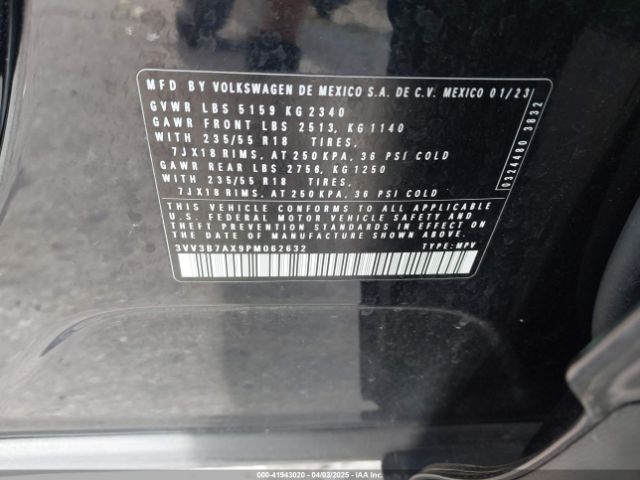 MFD BY VOLKSWAGEN DE MEXICO S.A. DE C.V. MEXICO 01/23
GVWR LBS 5159 KG 2340
GAWR FRONT LBS 2513, KG 1140
WITH 235/55 R18 TIRES,
7JX18 RIMS, AT 250 KPA, 36 PSI COLD
GAWR REAR LBS 2756, KG 1250
WITH 235/55 R18 TIRES,
7JX18 RIMS, AT 250 KPA, 36 PSI COLD
THIS VEHICLE CONFORMS TO ALL APPLICABLE
U.S. FEDERAL MOTOR VEHICLE SAFETY AND
THEFT PREVENTION STANDARDS IN EFFECT ON
THE DATE OF MANUFACTURE SHOWN ABOVE
3VV3B7AX9PM062632 TYPE: MPV
0324480 3832
000-41943020 - 04/03/2025 - IAAI.COM